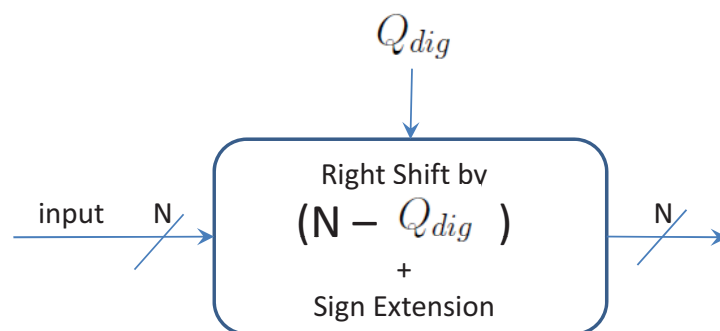 Q_dig
Right Shift by
input N (N – Q_dig ) N
+
Sign Extension